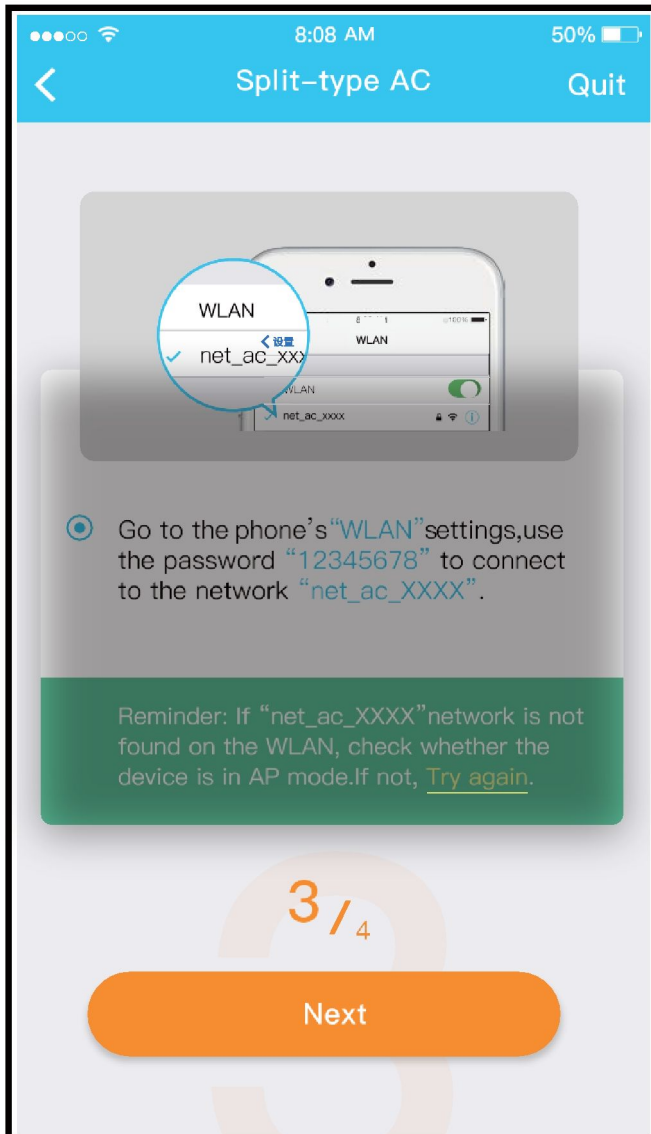 8:08 AM
50%
Split-type AC
Quit
WLAN
net_ac_xxx
设置
100%
WLAN
WLAN
net_ac_xxxx
Go to the phone's“WLAN”settings,use
the password “12345678” to connect
to the network “net_ac_XXXX”.
Reminder: If “net_ac_XXXX”network is not
found on the WLAN, check whether the
device is in AP mode.If not, Try again.
3/4
Next
3